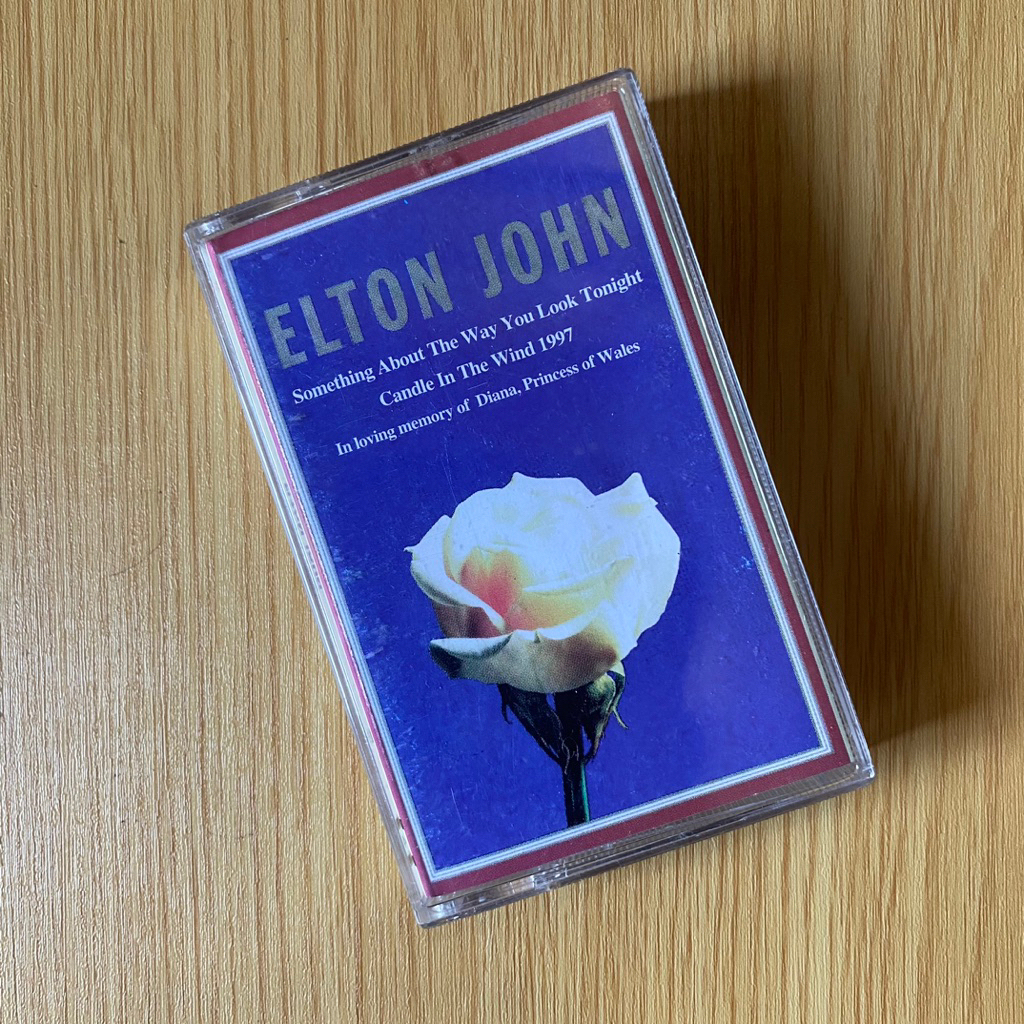 ELTON JOHN
Something About The Way You Look Tonight
Candle In The Wind 1997
In loving memory of Diana, Princess of Wales